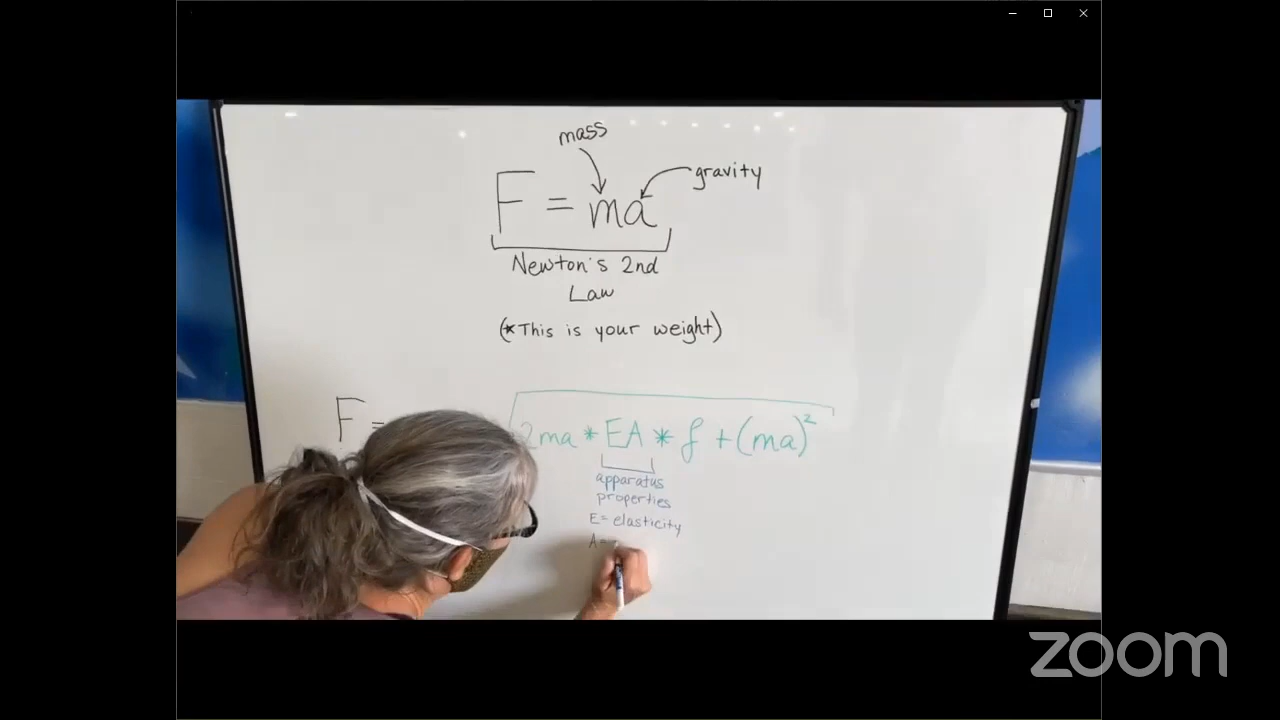 mass
gravity
F = ma
Newton's 2nd
Law
(*This is your weight)
F =
2ma * EA * f + (ma)²
apparatus
properties
E = elasticity
A =
zoom